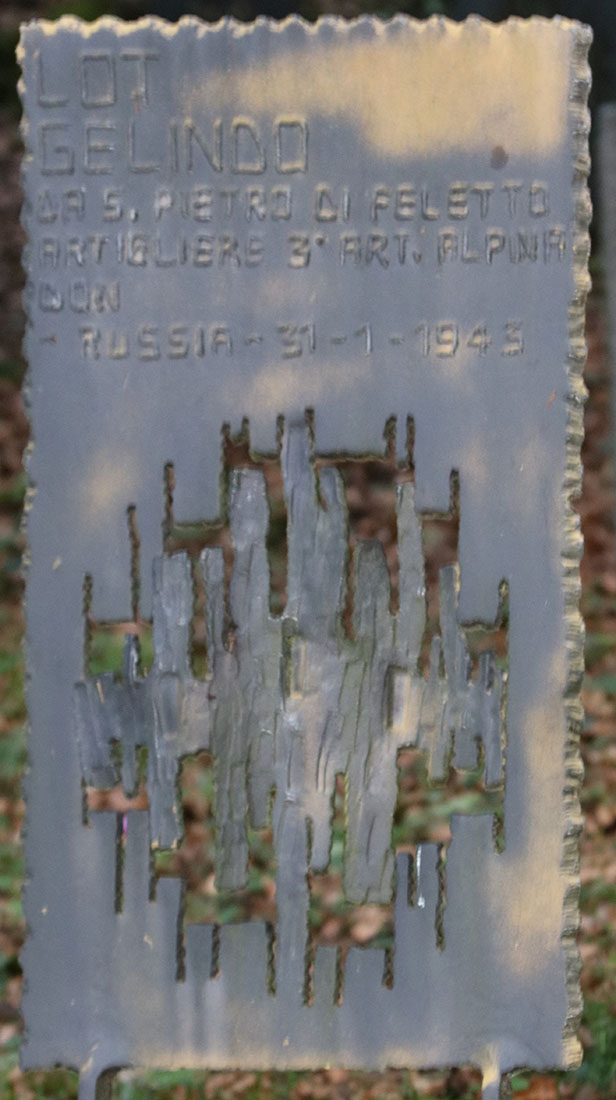 LOT
GELINDO
DA S. PIETRO DI FELETTO
ARTIGLIERE 3° ART. ALPINA
DON
- RUSSIA - 31 - 1 - 1943